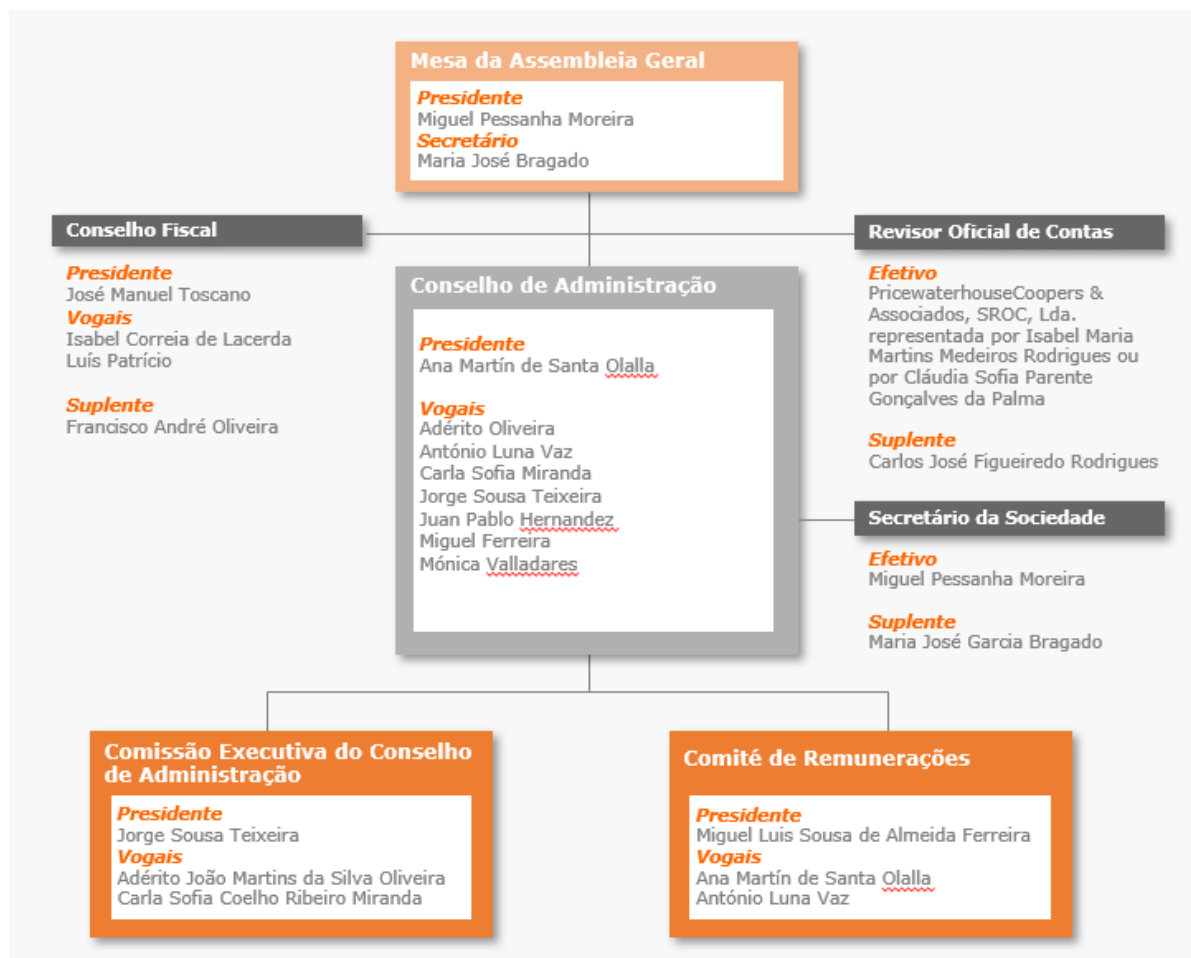 Mesa da Assembleia Geral
Presidente
Miguel Pessanha Moreira
Secretário
Maria José Bragado
Conselho Fiscal
Presidente
José Manuel Toscano
Vogais
Isabel Correia de Lacerda
Luís Patrício
Suplente
Francisco André Oliveira
Conselho de Administração
Presidente
Ana Martín de Santa Olalla
Vogais
Adérito Oliveira
António Luna Vaz
Carla Sofia Miranda
Jorge Sousa Teixeira
Juan Pablo Hernandez
Miguel Ferreira
Mónica Valladares
Revisor Oficial de Contas
Efetivo
PricewaterhouseCoopers &
Associados, SROC, Lda.
representada por Isabel Maria
Martins Medeiros Rodrigues ou
por Cláudia Sofia Parente
Gonçalves da Palma
Suplente
Carlos José Figueiredo Rodrigues
Secretário da Sociedade
Efetivo
Miguel Pessanha Moreira
Suplente
Maria José Garcia Bragado
Comissão Executiva do Conselho
de Administração
Presidente
Jorge Sousa Teixeira
Vogais
Adérito João Martins da Silva Oliveira
Carla Sofia Coelho Ribeiro Miranda
Comité de Remunerações
Presidente
Miguel Luis Sousa de Almeida Ferreira
Vogais
Ana Martín de Santa Olalla
António Luna Vaz